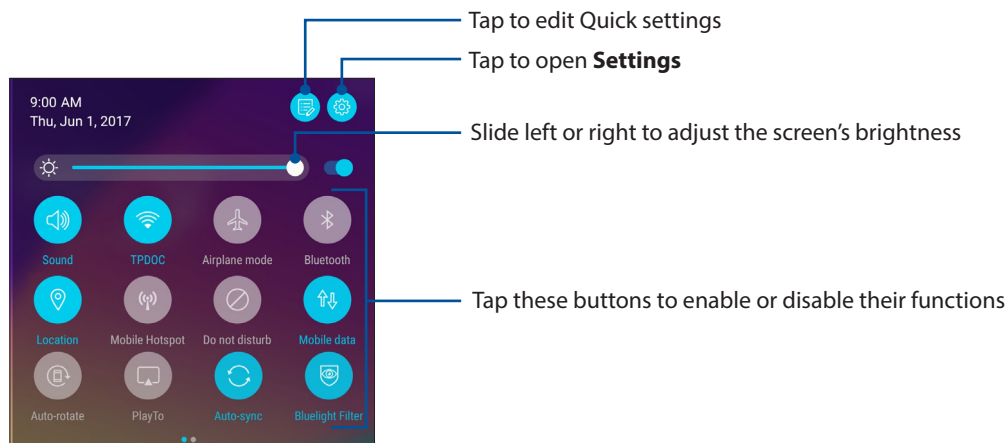 Tap to edit Quick settings
Tap to open Settings
9:00 AM
Thu, Jun 1, 2017
Slide left or right to adjust the screen’s brightness
Sound TPDOC Airplane mode Bluetooth
Tap these buttons to enable or disable their functions
Location Mobile Hotspot Do not disturb Mobile data
Auto-rotate PlayTo Auto-sync Bluelight Filter